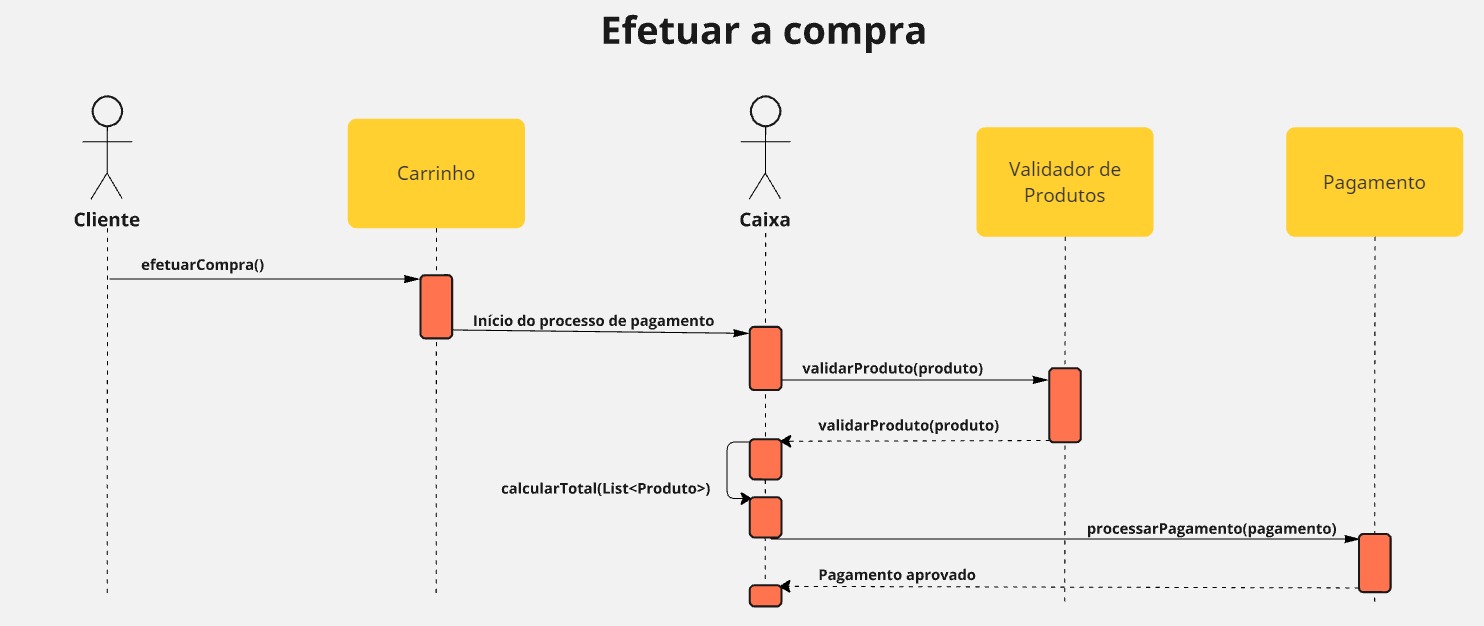 Efetuar a compra
Cliente
Carrinho
Caixa
Validador de
Produtos
Pagamento
efetuarCompra()
Início do processo de pagamento
validarProduto(produto)
validarProduto(produto)
calcularTotal(List<Produto>)
processarPagamento(pagamento)
Pagamento aprovado